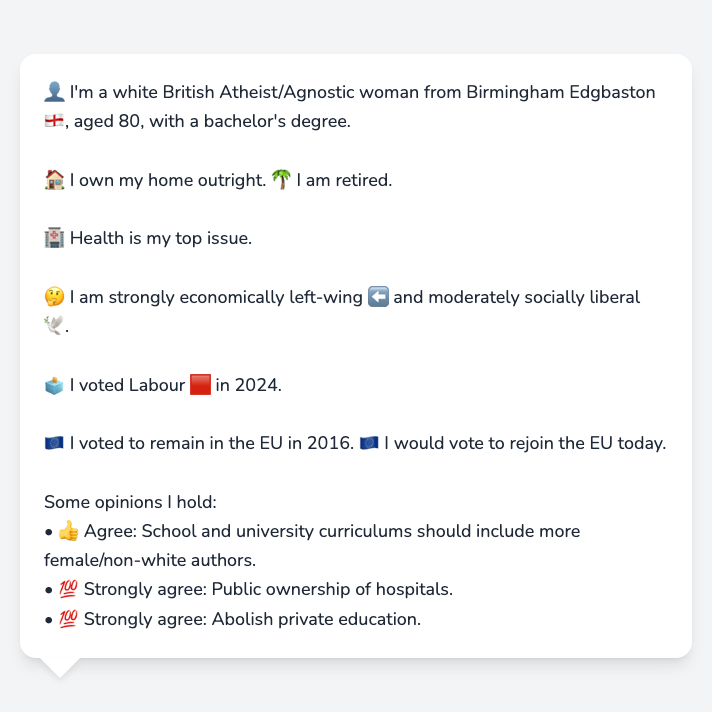 👤 I'm a white British Atheist/Agnostic woman from Birmingham Edgbaston
🏴󠁧󠁢󠁥󠁮󠁧󠁿, aged 80, with a bachelor's degree.
🏠 I own my home outright. 🌴 I am retired.
🏥 Health is my top issue.
🤔 I am strongly economically left-wing ⬅️ and moderately socially liberal
🕊️.
🗳️ I voted Labour 🟥 in 2024.
🇪🇺 I voted to remain in the EU in 2016. 🇪🇺 I would vote to rejoin the EU today.
Some opinions I hold:
• 👍 Agree: School and university curriculums should include more
female/non-white authors.
• 💯 Strongly agree: Public ownership of hospitals.
• 💯 Strongly agree: Abolish private education.